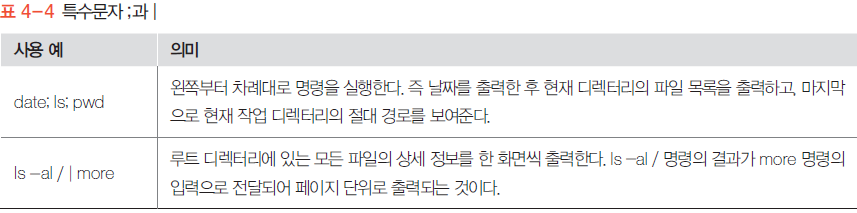 표 4-4 특수문자 ;과 |
사용 예 의미
date; ls; pwd 왼쪽부터 차례대로 명령을 실행한다. 즉 날짜를 출력한 후 현재 디렉터리의 파일 목록을 출력하고, 마지막
으로 현재 작업 디렉터리의 절대 경로를 보여준다.
ls -al / | more 루트 디렉터리에 있는 모든 파일의 상세 정보를 한 화면씩 출력한다. ls -al / 명령의 결과가 more 명령의
입력으로 전달되어 페이지 단위로 출력되는 것이다.